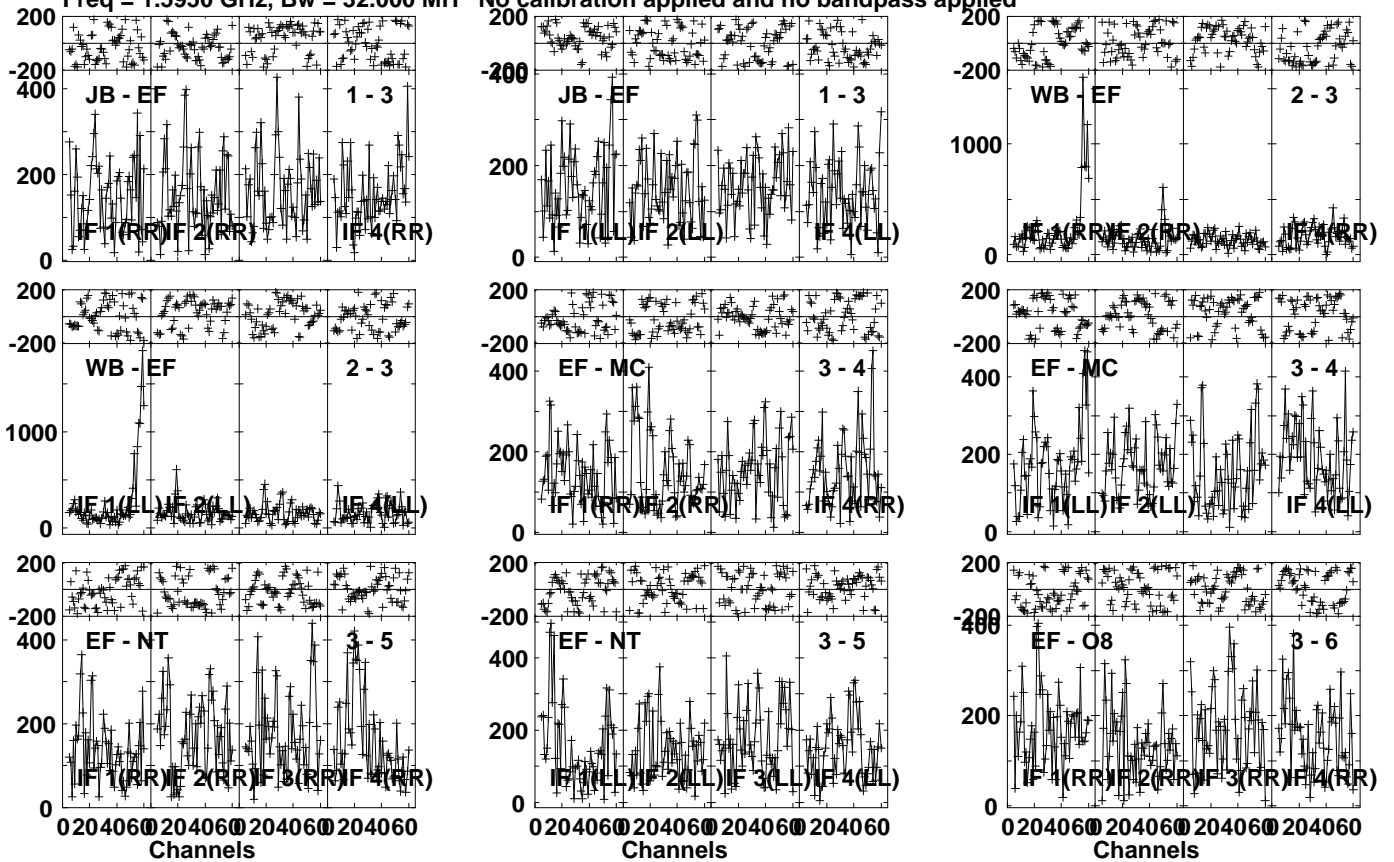 Freq = 1.5950 GHz, Bw = 32.000 MH No calibration applied and no bandpass applied
200
-200
400
200
0
JB - EF
1 - 3
IF 1(RR)
IF 2(RR)
IF 4(RR)
-200
400
200
0
JB - EF
1 - 3
IF 1(LL)
IF 2(LL)
IF 4(LL)
200
-200
1000
0
WB - EF
2 - 3
IF 1(RR)
IF 2(RR)
IF 4(RR)
200
-200
1000
0
WB - EF
2 - 3
IF 1(LL)
IF 2(LL)
IF 4(LL)
200
-200
400
200
0
EF - MC
3 - 4
IF 1(RR)
IF 2(RR)
IF 4(RR)
200
-200
400
200
0
EF - MC
3 - 4
IF 1(LL)
IF 2(LL)
IF 4(LL)
200
-200
400
200
0
EF - NT
3 - 5
IF 1(RR)
IF 2(RR)
IF 3(RR)
IF 4(RR)
0 20 40 60 0 20 40 60 0 20 40 60 0 20 40 60
Channels
200
-200
400
200
0
EF - NT
3 - 5
IF 1(LL)
IF 2(LL)
IF 3(LL)
IF 4(LL)
0 20 40 60 0 20 40 60 0 20 40 60 0 20 40 60
Channels
200
-200
400
200
0
EF - O8
3 - 6
IF 1(RR)
IF 2(RR)
IF 3(RR)
IF 4(RR)
0 20 40 60 0 20 40 60 0 20 40 60 0 20 40 60
Channels